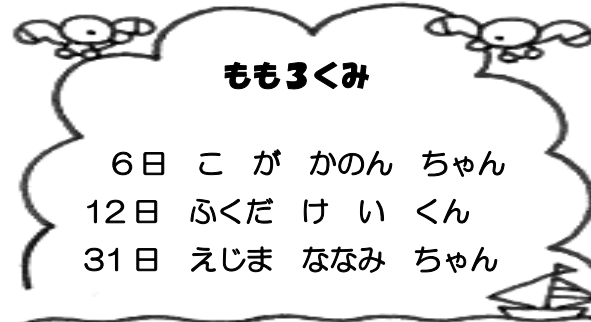 もも３くみ
６日　こ　が　かのん　ちゃん
12日　ふくだ　け　い　くん
31日　えじま　ななみ　ちゃん